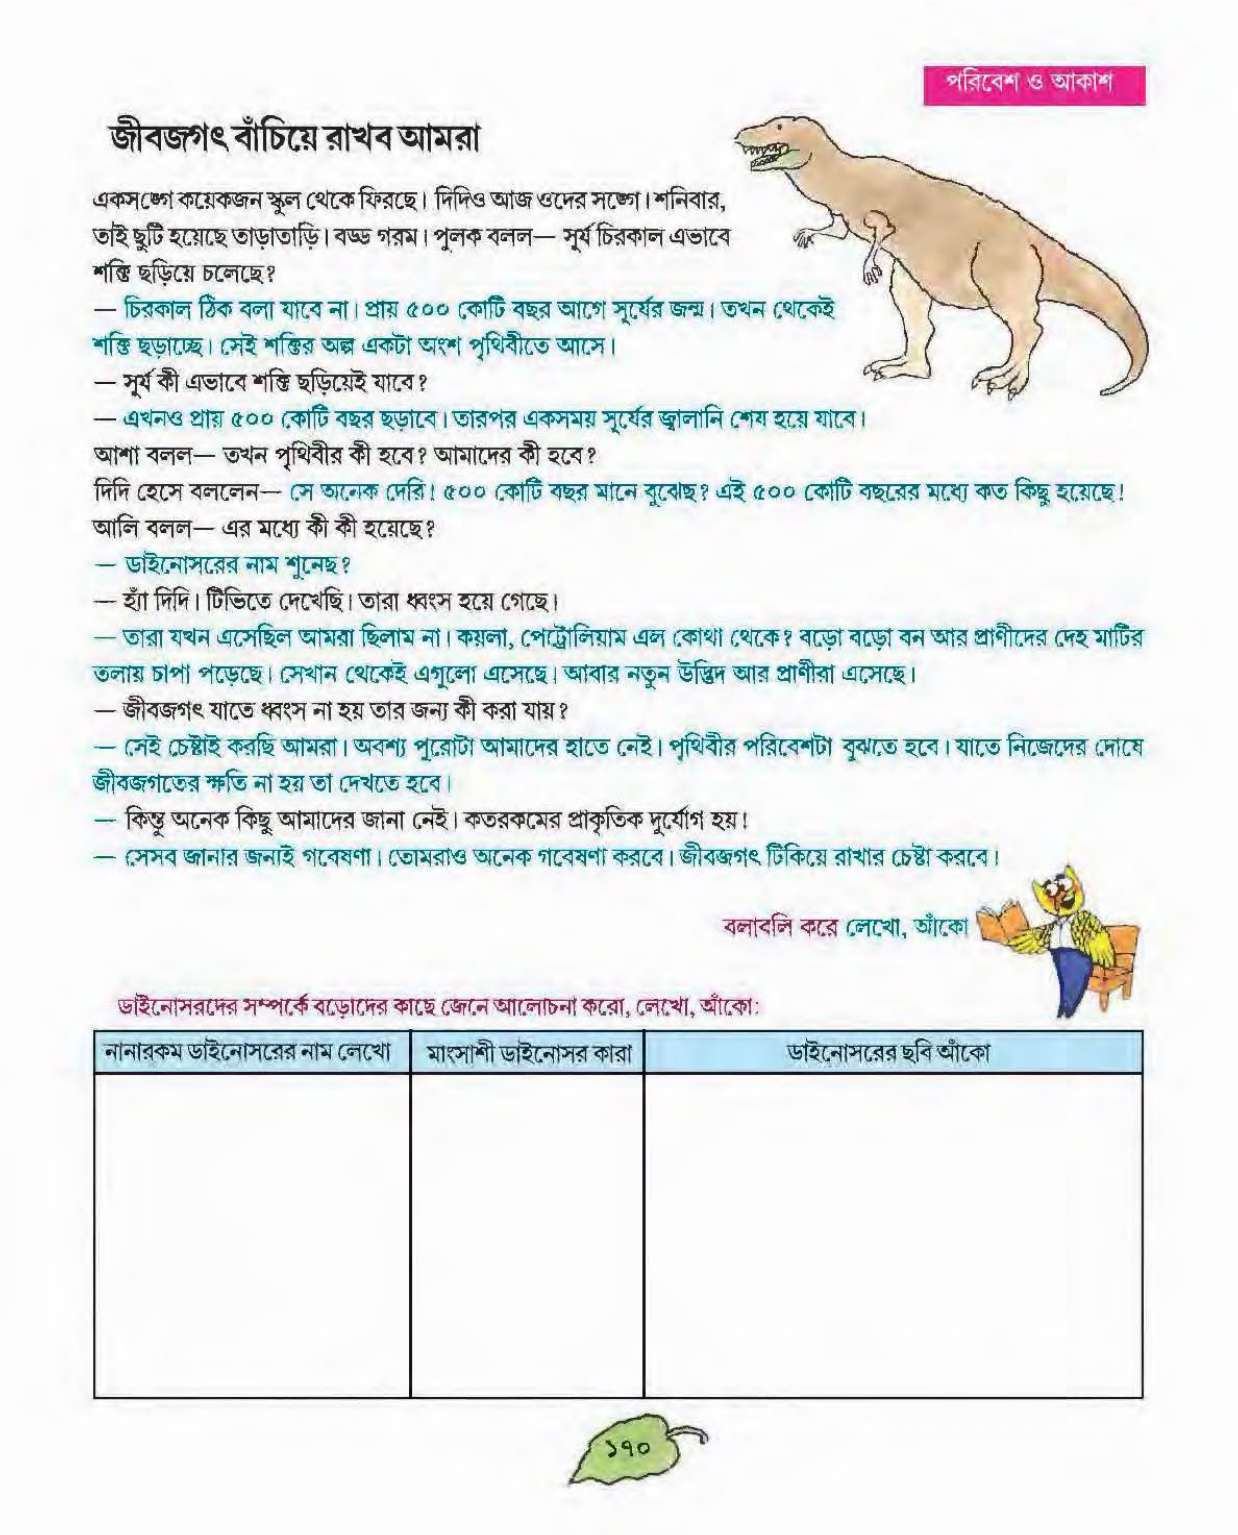 পরিবেশ ও আকাশ
জীবজগৎ বাঁচিয়ে রাখব আমরা
একসঙ্গে কয়েকজন স্কুল থেকে ফিরছে। দিদিও আজ ওদের সঙ্গে। শনিবার,
তাই ছুটি হয়েছে তাড়াতাড়ি। বড্ড গরম। পুলক বলল— সূর্য চিরকাল এভাবে
শক্তি ছড়িয়ে চলেছে?
— চিরকাল ঠিক বলা যাবে না। প্রায় ৫০০ কোটি বছর আগে সূর্যের জন্ম। তখন থেকেই
শক্তি ছড়াচ্ছে। সেই শক্তির অল্প একটা অংশ পৃথিবীতে আসে।
— সূর্য কী এভাবে শক্তি ছড়িয়েই যাবে?
— এখনও প্রায় ৫০০ কোটি বছর ছড়াবে। তারপর একসময় সূর্যের জ্বালানি শেষ হয়ে যাবে।
আশা বলল— তখন পৃথিবীর কী হবে? আমাদের কী হবে?
দিদি হেসে বললেন— সে অনেক দেরি! ৫০০ কোটি বছর মানে বুঝেছ? এই ৫০০ কোটি বছরের মধ্যে কত কিছু হয়েছে!
আলি বলল— এর মধ্যে কী কী হয়েছে?
— ডাইনোসরের নাম শুনেছ?
— হ্যাঁ দিদি। টিভিতে দেখেছি। তারা ধ্বংস হয়ে গেছে।
— তারা যখন এসেছিল আমরা ছিলাম না। কয়লা, পেট্রোলিয়াম এল কোথা থেকে? বড়ো বড়ো বন আর প্রাণীদের দেহ মাটির
তলায় চাপা পড়েছে। সেখান থেকেই এগুলো এসেছে। আবার নতুন উদ্ভিদ আর প্রাণীরা এসেছে।
— জীবজগৎ যাতে ধ্বংস না হয় তার জন্য কী করা যায়?
— সেই চেষ্টাই করছি আমরা। অবশ্য পুরোটা আমাদের হাতে নেই। পৃথিবীর পরিবেশটা বুঝতে হবে। যাতে নিজেদের দোষে
জীবজগতের ক্ষতি না হয় তা দেখতে হবে।
— কিন্তু অনেক কিছু আমাদের জানা নেই। কতরকমের প্রাকৃতিক দুর্যোগ হয়!
— সেসব জানার জন্যই গবেষণা। তোমরাও অনেক গবেষণা করবে। জীবজগৎ টিকিয়ে রাখার চেষ্টা করবে।
বলাবলি করে লেখো, আঁকো
ডাইনোসরদের সম্পর্কে বড়োদের কাছে জেনে আলোচনা করো, লেখো, আঁকো:
নানারকম ডাইনোসরের নাম লেখো
মাংসাশী ডাইনোসর কারা
ডাইনোসরের ছবি আঁকো
১৭০